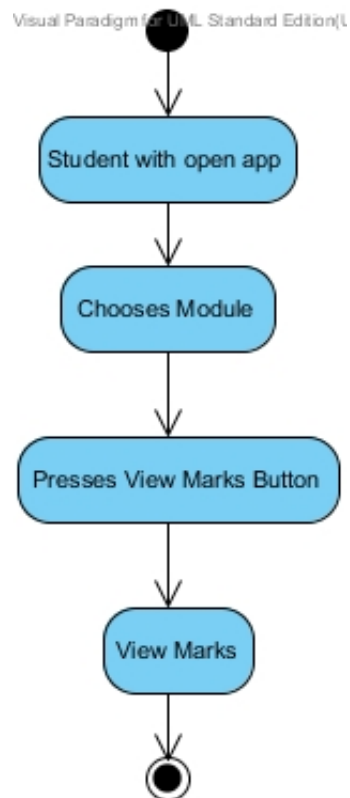 Visual Paradigm for UML Standard Edition(U
Student with open app
Chooses Module
Presses View Marks Button
View Marks